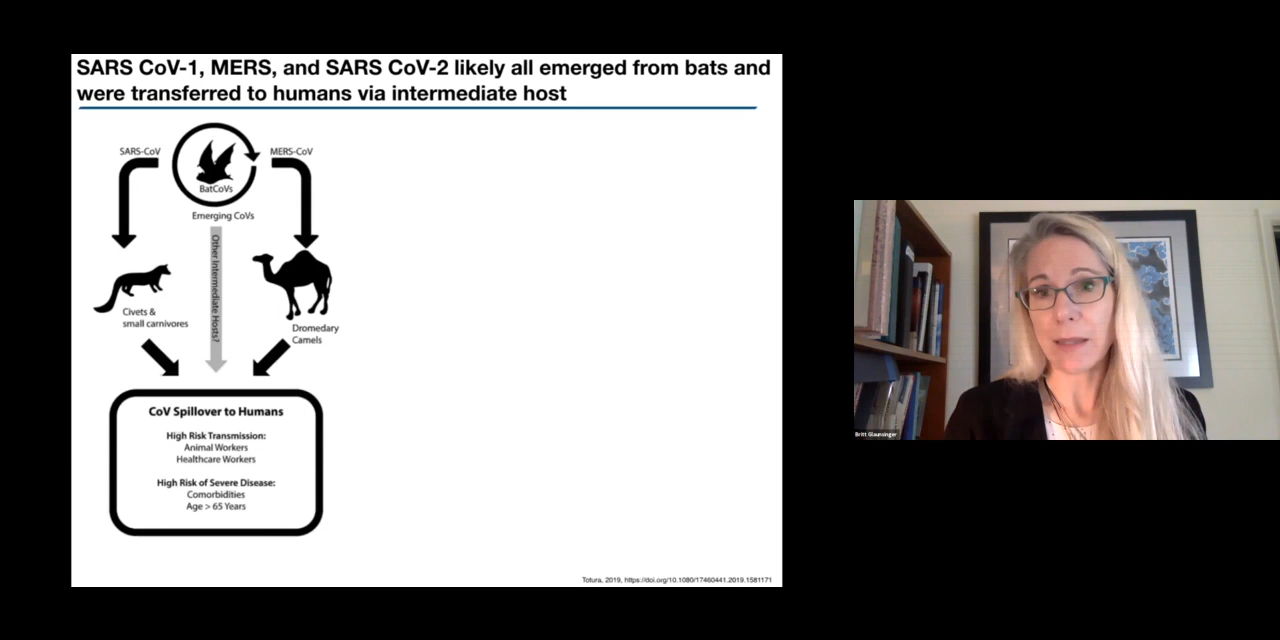 SARS CoV-1, MERS, and SARS CoV-2 likely all emerged from bats and
were transferred to humans via intermediate host
SARS-CoV
MERS-CoV
BatCoVs
Emerging CoVs
Other Intermediate Hosts?
Civets &
small carnivores
Dromedary
Camels
CoV Spillover to Humans
High Risk Transmission:
Animal Workers
Healthcare Workers
High Risk of Severe Disease:
Comorbidities
Age > 65 Years
Totura, 2019, https://doi.org/10.1080/17460441.2019.1581171
Britt Glaunsinger